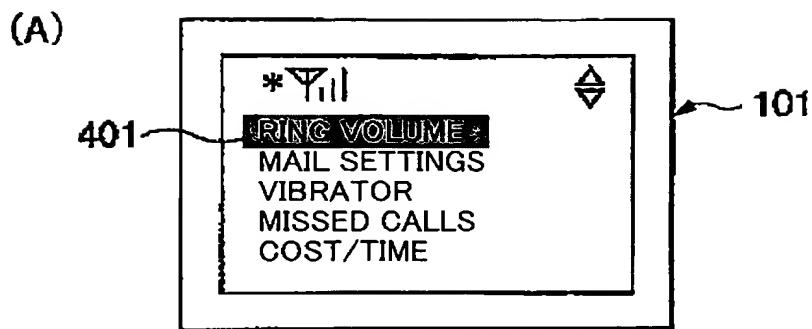 (A)
*
101
401
RING VOLUME
MAIL SETTINGS
VIBRATOR
MISSED CALLS
COST/TIME